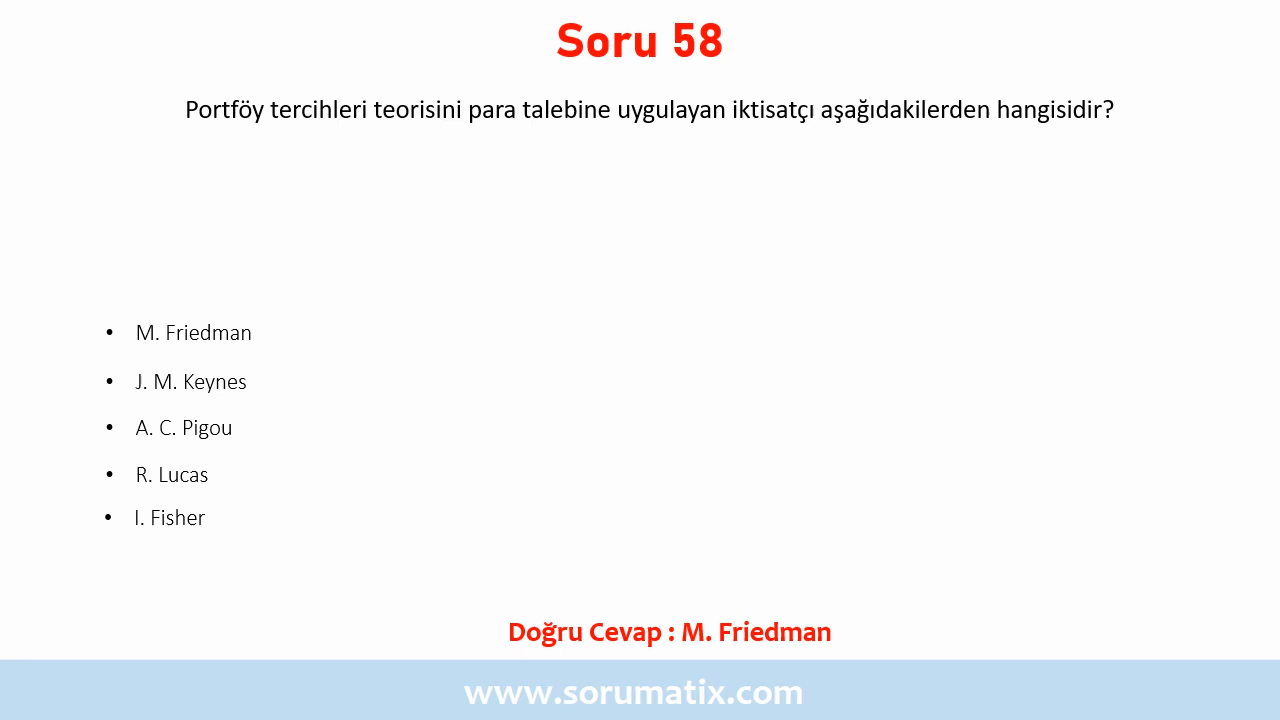 Soru 58
Portföy tercihleri teorisini para talebine uygulayan iktisatçı aşağıdakilerden hangisidir?
• M. Friedman
• J. M. Keynes
• A. C. Pigou
• R. Lucas
• I. Fisher
Doğru Cevap : M. Friedman
www.sorumatix.com